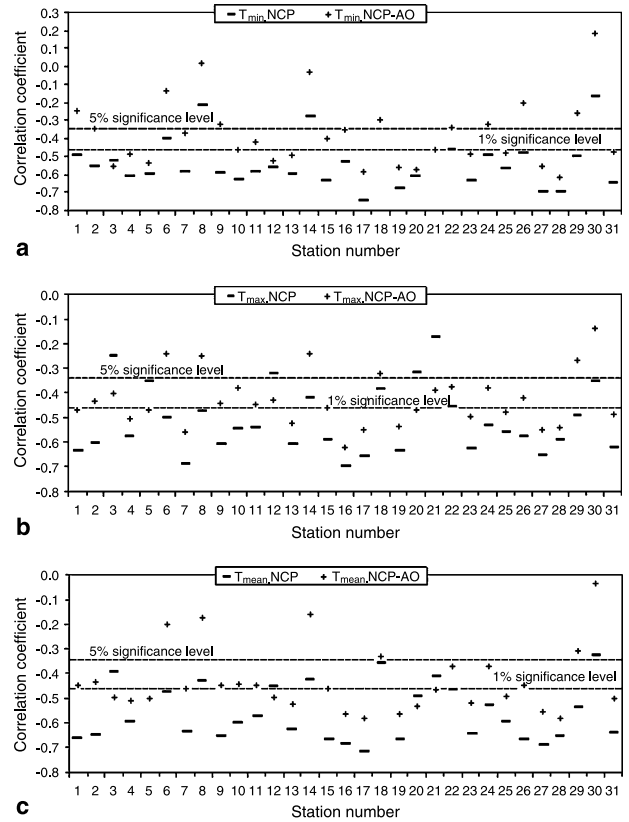 T_min.NCP T_min.NCP-AO
0.3
0.2
0.1
0.0
-0.1
-0.2
-0.3
-0.4
-0.5
-0.6
-0.7
-0.8
Correlation coefficient
5% significance level
1% significance level
1 2 3 4 5 6 7 8 9 10 11 12 13 14 15 16 17 18 19 20 21 22 23 24 25 26 27 28 29 30 31
Station number
a
T_max.NCP T_max.NCP-AO
0.0
-0.1
-0.2
-0.3
-0.4
-0.5
-0.6
-0.7
-0.8
Correlation coefficient
5% significance level
1% significance level
1 2 3 4 5 6 7 8 9 10 11 12 13 14 15 16 17 18 19 20 21 22 23 24 25 26 27 28 29 30 31
Station number
b
T_mean.NCP T_mean.NCP-AO
0.0
-0.1
-0.2
-0.3
-0.4
-0.5
-0.6
-0.7
-0.8
Correlation coefficient
5% significance level
1% significance level
1 2 3 4 5 6 7 8 9 10 11 12 13 14 15 16 17 18 19 20 21 22 23 24 25 26 27 28 29 30 31
Station number
c